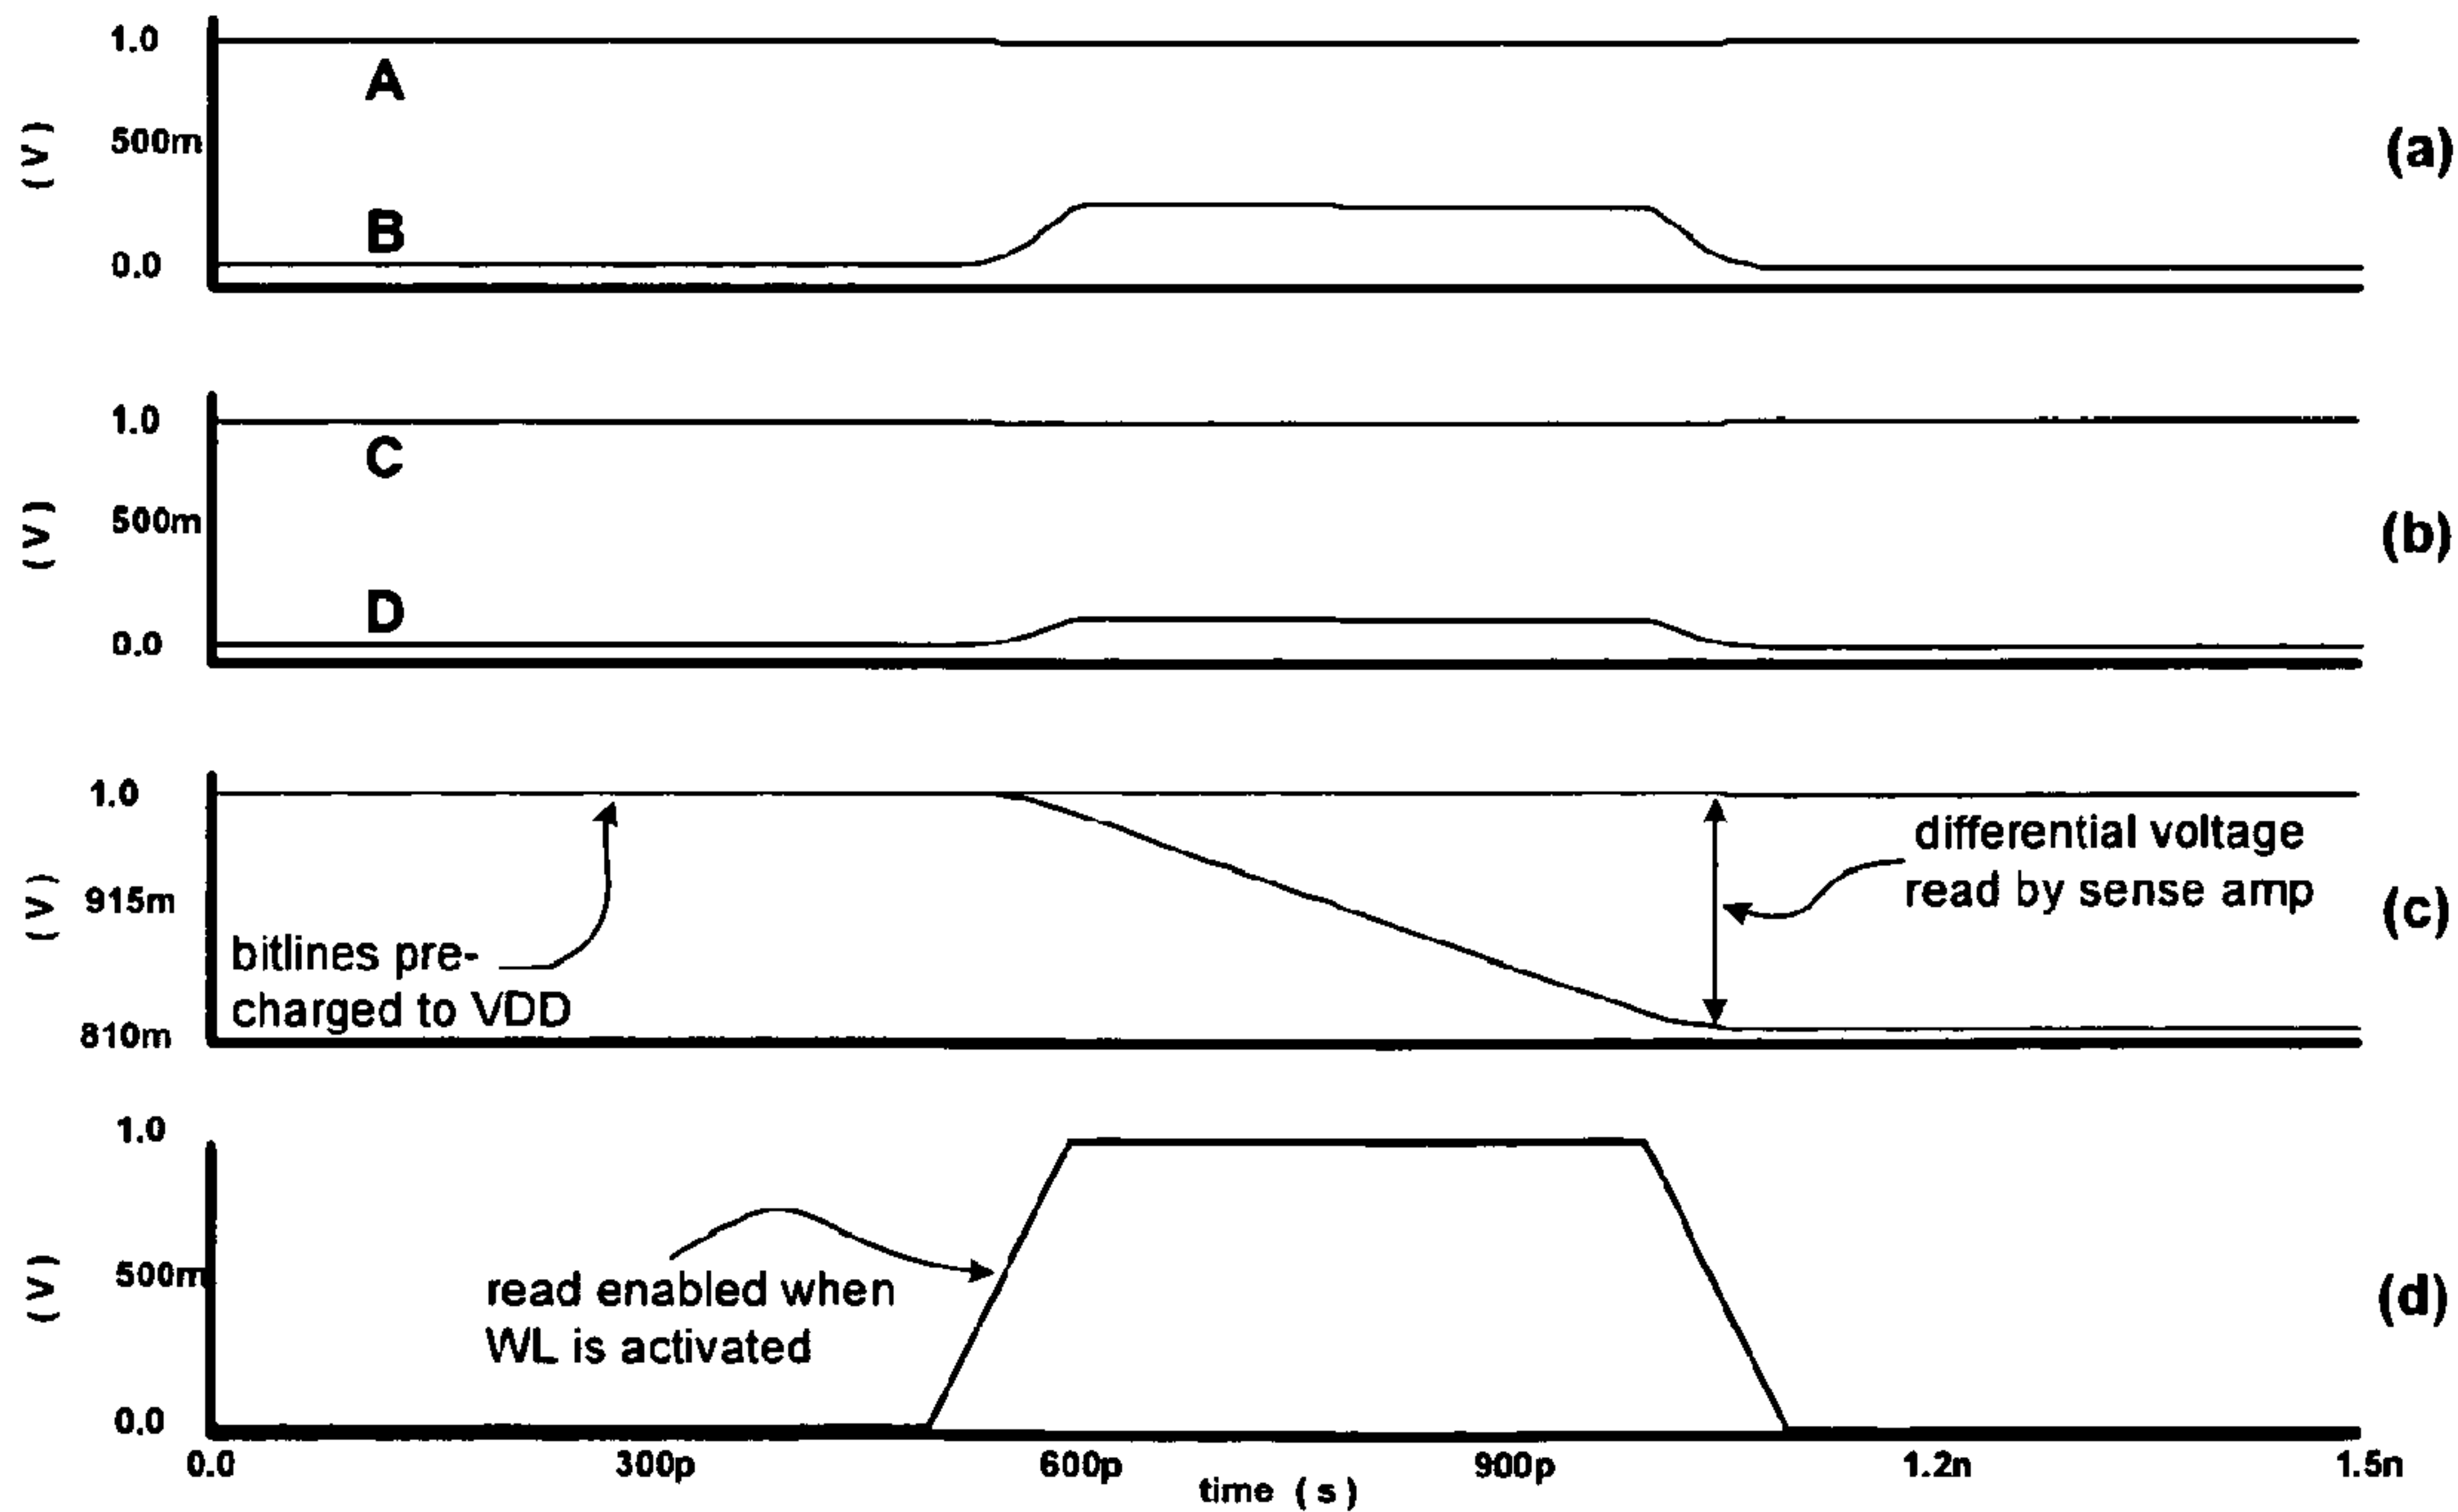 1.0
A
(V)
500m
(a)
B
0.0
1.0
C
(V)
500m
(b)
D
0.0
1.0
differential voltage
read by sense amp
(V)
915m
(c)
bitlines pre-
charged to VDD
810m
1.0
(V)
500m
read enabled when
WL is activated
(d)
0.0
0.0 300p 600p 900p 1.2n 1.5n
time (s)